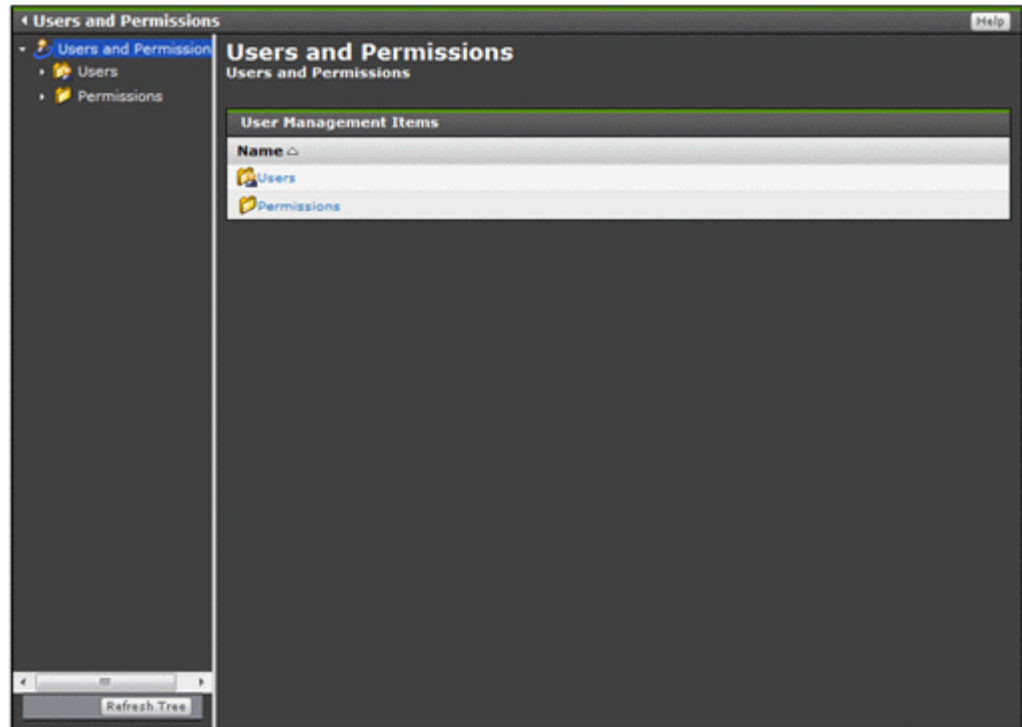 Users and Permissions
Help
Users and Permission
Users
Permissions
Users and Permissions
Users and Permissions
User Management Items
Name
Users
Permissions
Refresh Tree